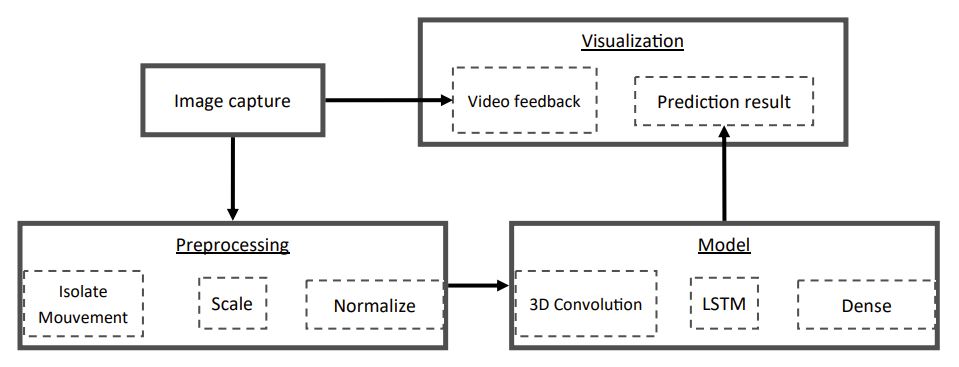 Visualization
Image capture
Video feedback
Prediction result
Preprocessing
Isolate
Mouvement
Scale
Normalize
Model
3D Convolution
LSTM
Dense